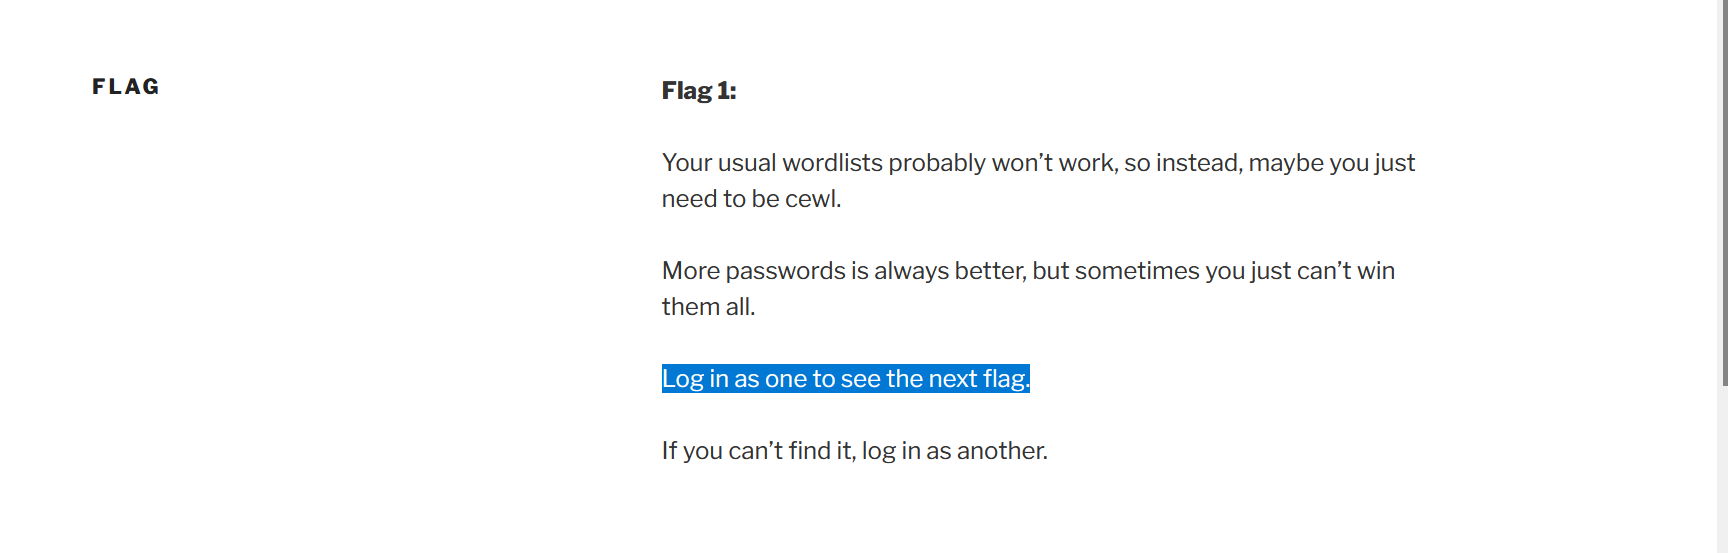 FLAG
Flag 1:
Your usual wordlists probably won’t work, so instead, maybe you just
need to be cewl.
More passwords is always better, but sometimes you just can’t win
them all.
Log in as one to see the next flag.
If you can’t find it, log in as another.